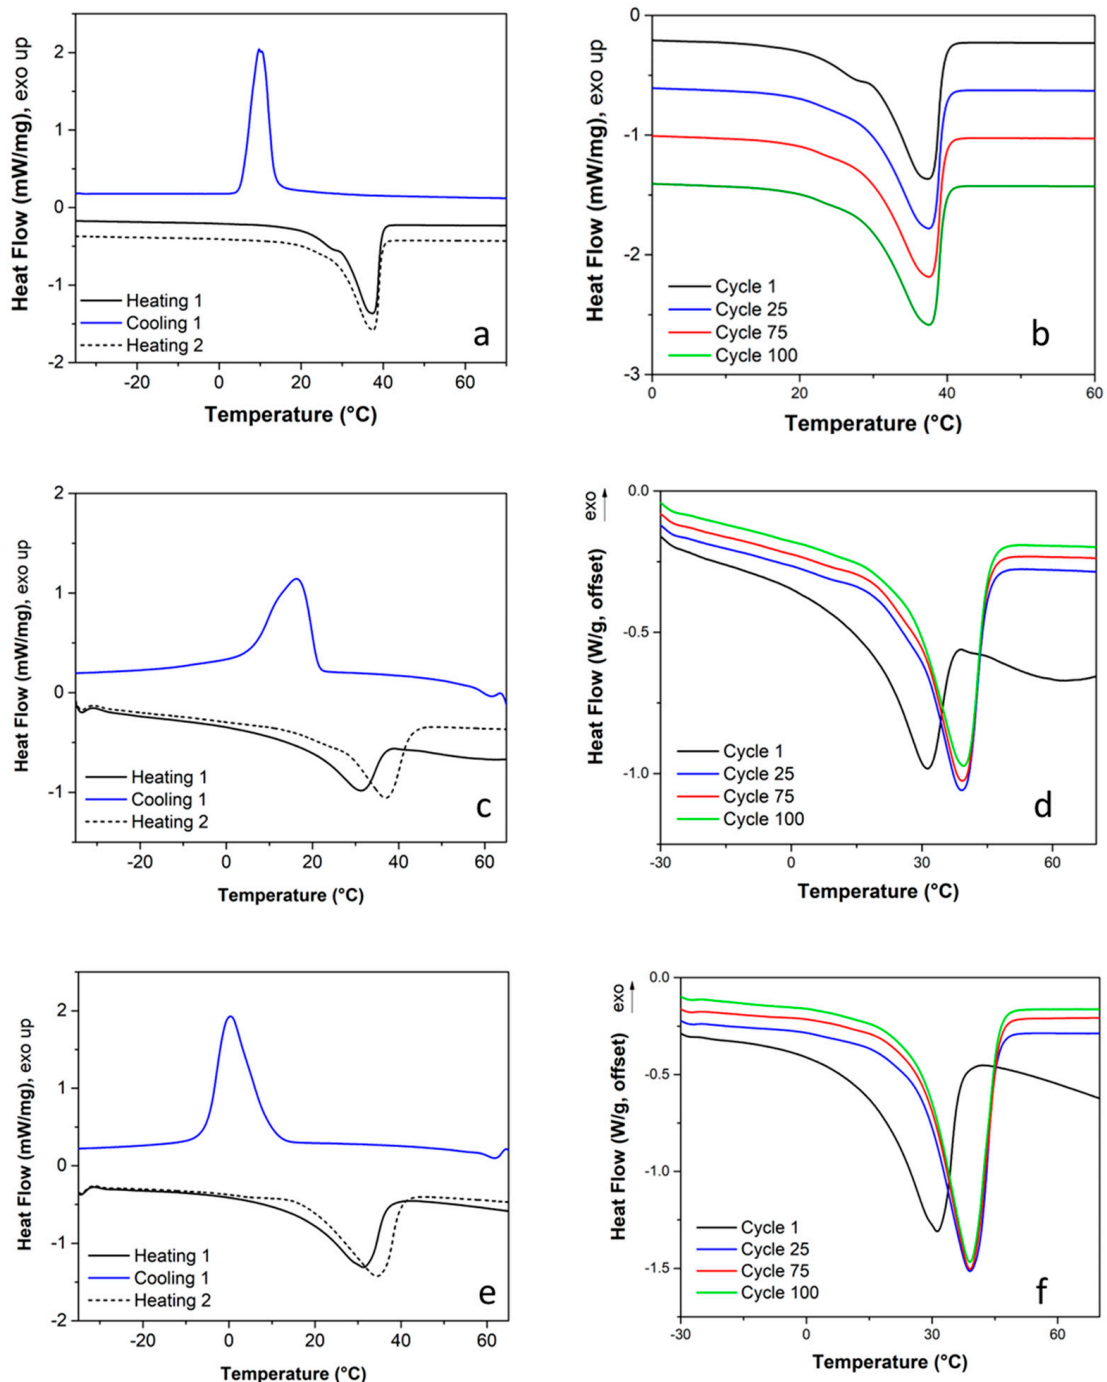 Heat Flow (mW/mg), exo up
2
1
0
-1
-2
-20
0
20
40
60
Temperature (°C)
Heating 1
Cooling 1
Heating 2
a
Heat Flow (mW/mg), exo up
0
-1
-2
-3
0
20
40
60
Temperature (°C)
Cycle 1
Cycle 25
Cycle 75
Cycle 100
b
Heat Flow (mW/mg), exo up
2
1
0
-1
-20
0
20
40
60
Temperature (°C)
Heating 1
Cooling 1
Heating 2
c
exo
Heat Flow (W/g, offset)
0.0
-0.5
-1.0
-30
0
30
60
Temperature (°C)
Cycle 1
Cycle 25
Cycle 75
Cycle 100
d
Heat Flow (mW/mg), exo up
2
1
0
-1
-2
-20
0
20
40
60
Temperature (°C)
Heating 1
Cooling 1
Heating 2
e
exo
Heat Flow (W/g, offset)
0.0
-0.5
-1.0
-1.5
-30
0
30
60
Temperature (°C)
Cycle 1
Cycle 25
Cycle 75
Cycle 100
f